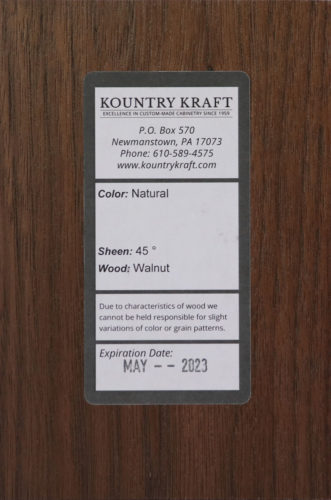 KOUNTRY KRAFT
EXCELLENCE IN CUSTOM-MADE CABINETRY SINCE 1959
P.O. Box 570
Newmanstown, PA 17073
Phone: 610-589-4575
www.kountrykraft.com
Color: Natural
Sheen: 45 °
Wood: Walnut
Due to characteristics of wood we
cannot be held responsible for slight
variations of color or grain patterns.
Expiration Date:
MAY -- 2023